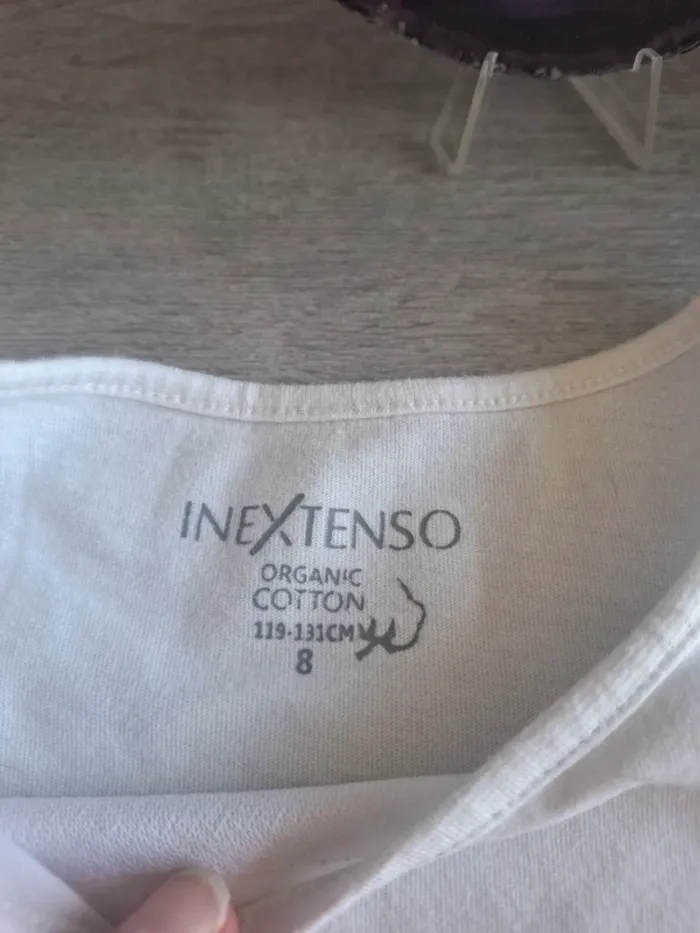 INEXTENSO
ORGANIC
COTTON
119-131CM
8